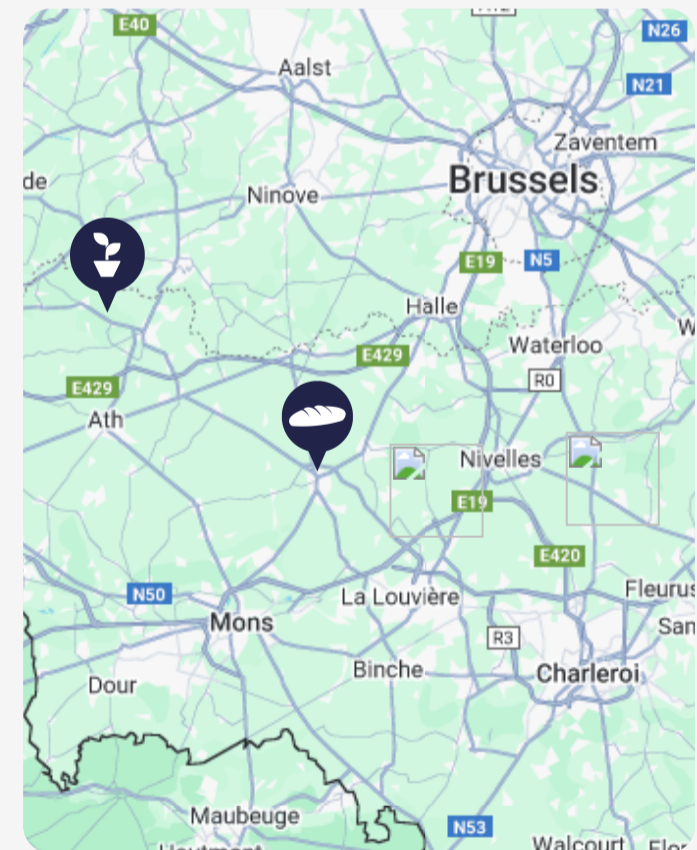 E40
N26
Aalst
N21
Zaventem
Brussels
de
Ninove
E19
N5
Halle
Waterloo
W
E429
R0
E429
Ath
Nivelles
E19
E420
N50
La Louvière
Fleurus
Mons
San
R3
Binche
Charleroi
Dour
Maubeuge
N53
Walcourt